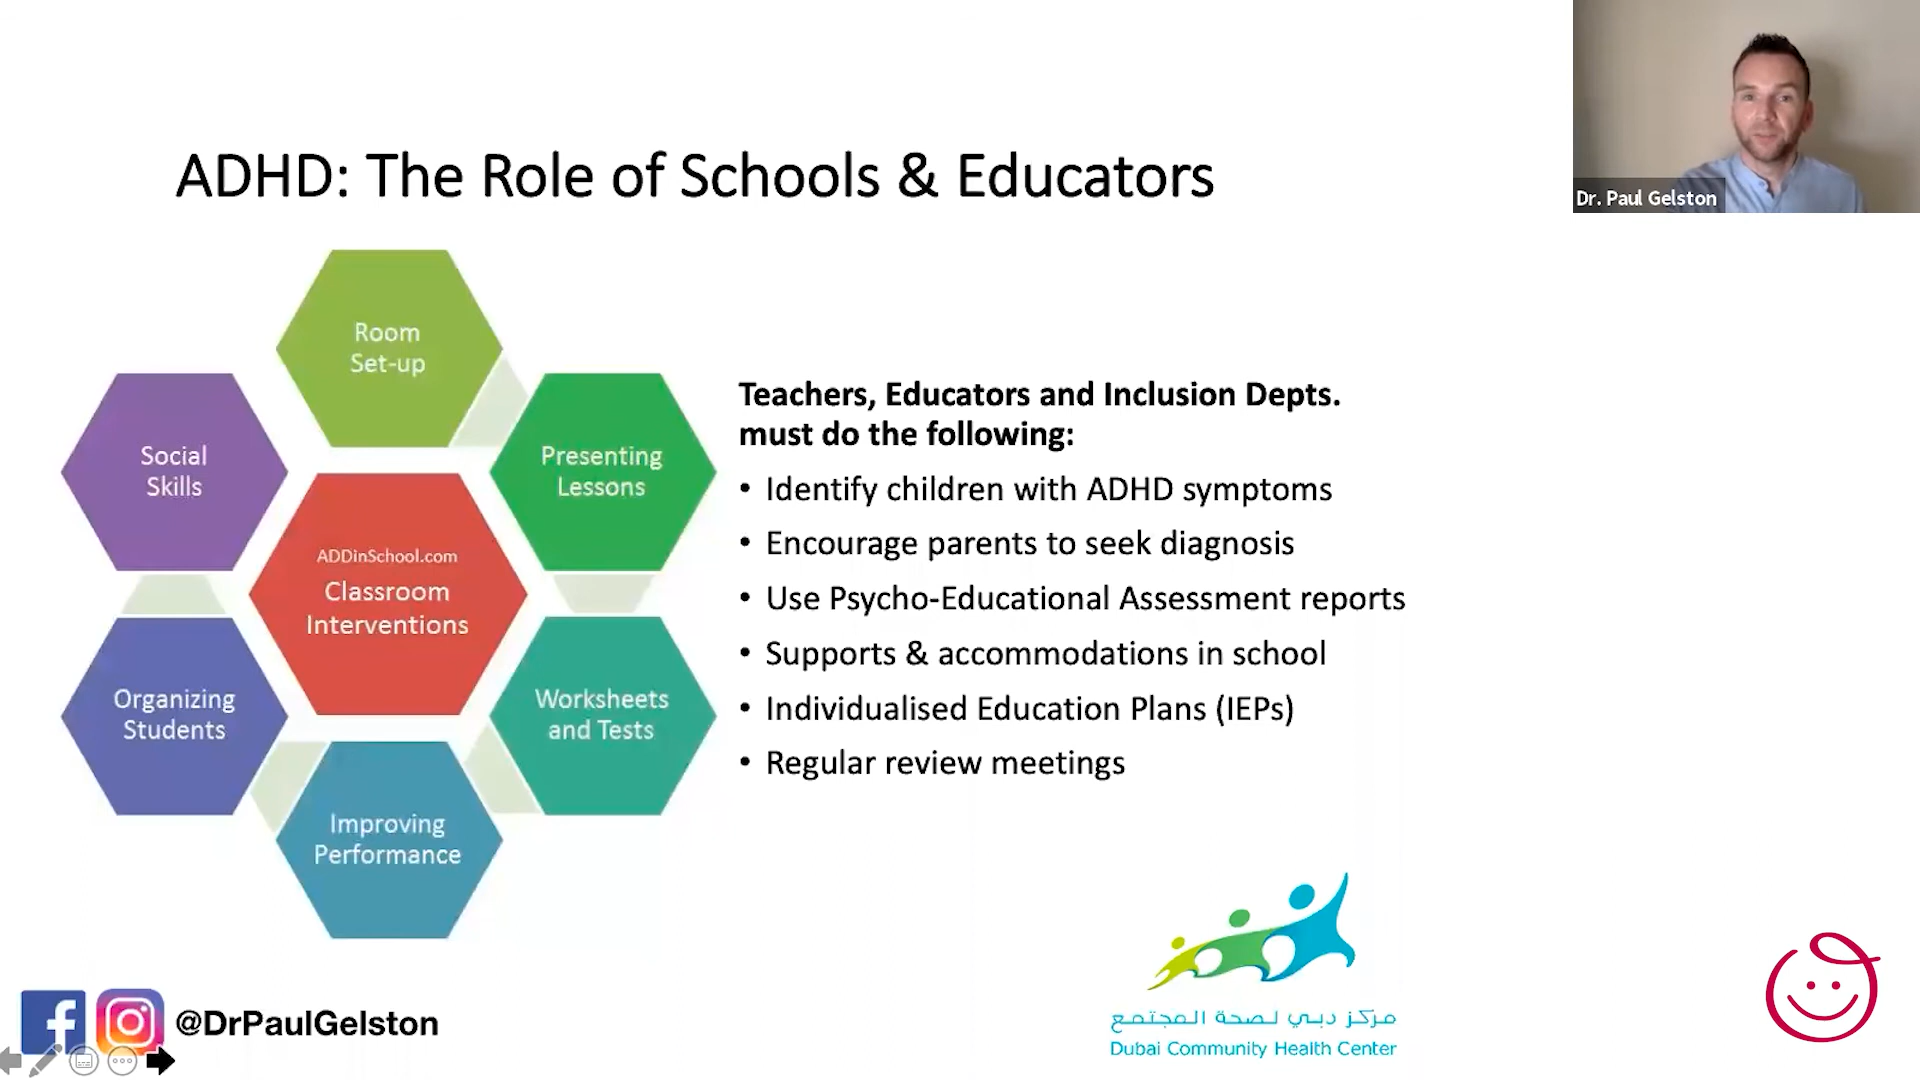 Dr. Paul Gelston
ADHD: The Role of Schools & Educators
Room
Set-up
Social
Skills
Presenting
Lessons
ADDinSchool.com
Classroom
Interventions
Organizing
Students
Worksheets
and Tests
Improving
Performance
Teachers, Educators and Inclusion Depts.
must do the following:
• Identify children with ADHD symptoms
• Encourage parents to seek diagnosis
• Use Psycho-Educational Assessment reports
• Supports & accommodations in school
• Individualised Education Plans (IEPs)
• Regular review meetings
@DrPaulGelston
مركز دبي لصحة المجتمع
Dubai Community Health Center